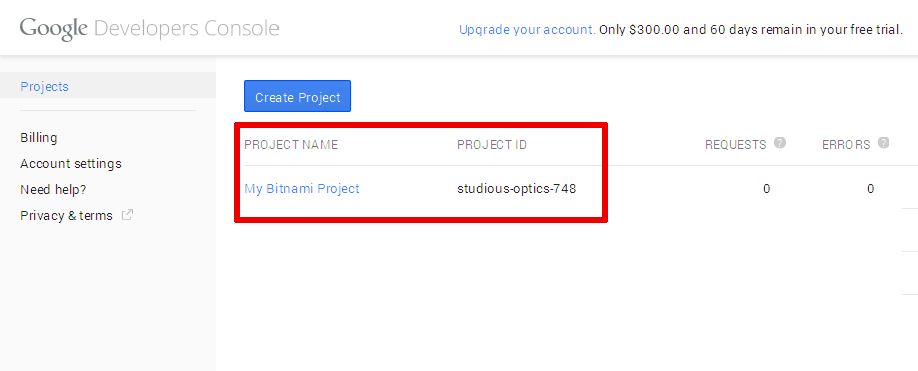 Google Developers Console
Upgrade your account. Only $300.00 and 60 days remain in your free trial.
Projects
Billing
Account settings
Need help?
Privacy & terms
Create Project
PROJECT NAME PROJECT ID REQUESTS ? ERRORS ?
My Bitnami Project studious-optics-748 0 0